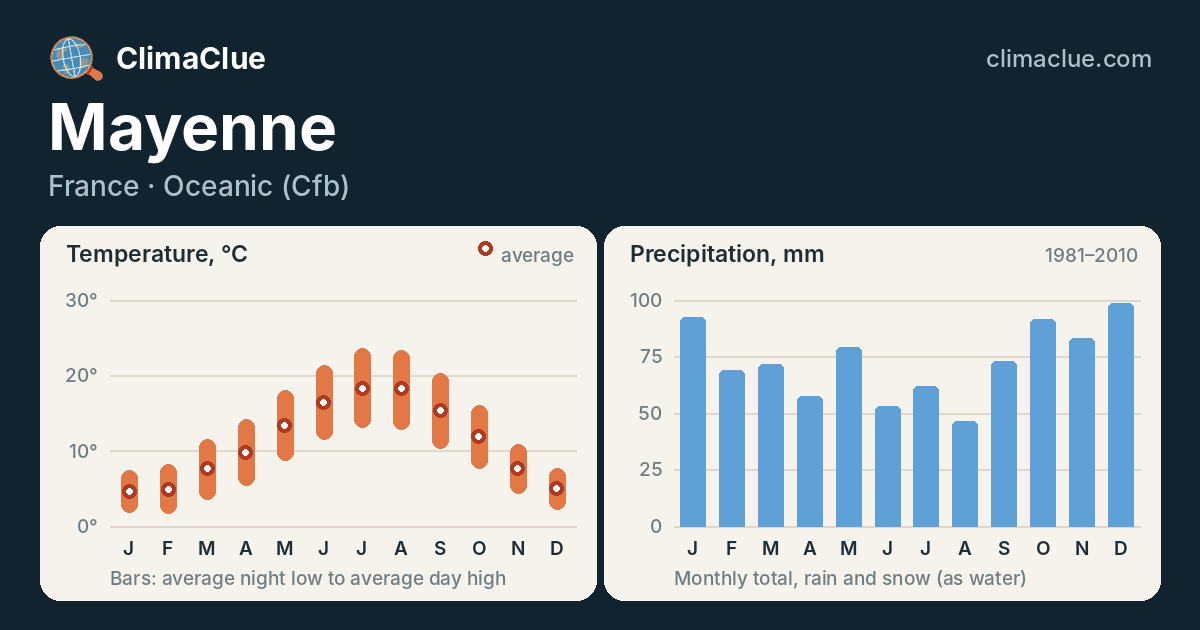 ClimaClue
climaclue.com
Mayenne
France · Oceanic (Cfb)
Temperature, °C
average
30°
20°
10°
0°
J F M A M J J A S O N D
Bars: average night low to average day high
Precipitation, mm
1981–2010
100
75
50
25
0
J F M A M J J A S O N D
Monthly total, rain and snow (as water)